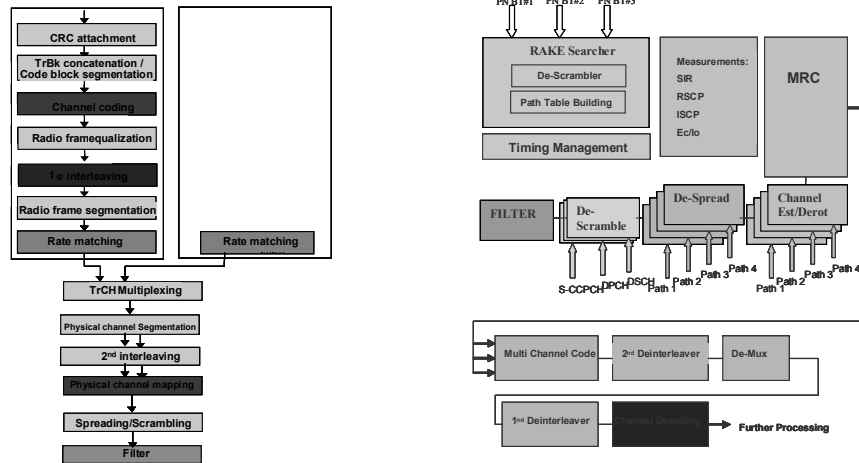 CRC attachment
TrBk concatenation /
Code block segmentation
Channel coding
Radio framequalization
1st interleaving
Radio frame segmentation
Rate matching
Rate matching
TrCH Multiplexing
Physical channel Segmentation
2nd interleaving
Physical channel mapping
Spreading/Scrambling
Filter
PN BT#1 PN BT#2 PN BT#3
RAKE Searcher
De-Scrambler
Path Table Building
Timing Management
Measurements:
SIR
RSCP
ISCP
Ec/Io
MRC
FILTER
De-
Scramble
De-Spread
Channel
Est/Derot
S-CCPCH
DPCH
DSCH
Path 1
Path 2
Path 3
Path 4
Path 1
Path 2
Path 3
Path 4
Multi Channel Code
2nd Deinterleaver
De-Mux
1nd Deinterleaver
Channel Decoding
Further Processing